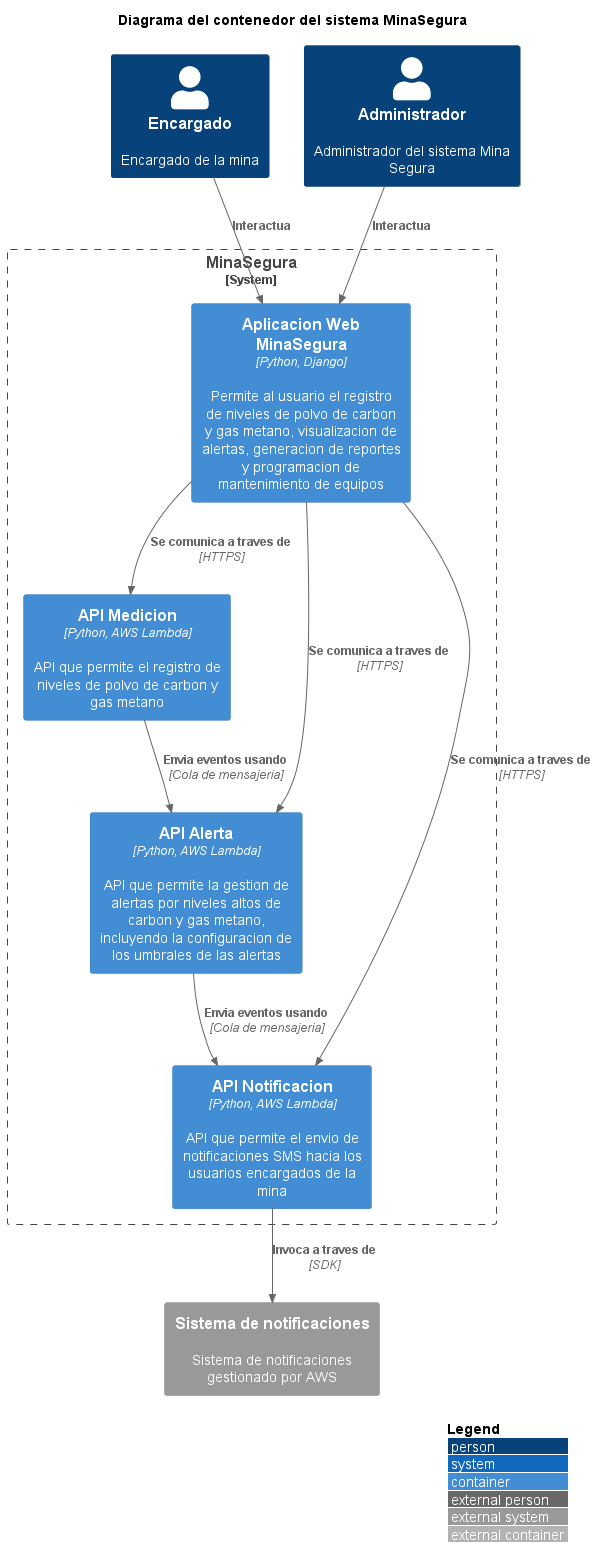 Diagrama del contenedor del sistema MinaSegura
Encargado
Encargado de la mina
Administrador
Administrador del sistema Mina
Segura
Interactua
Interactua
MinaSegura
[System]
Aplicacion Web
MinaSegura
[Python, Django]
Permite al usuario el registro
de niveles de polvo de carbon
y gas metano, visualizacion de
alertas, generacion de reportes
y programacion de
mantenimiento de equipos
Se comunica a traves de
[HTTPS]
API Medicion
[Python, AWS Lambda]
API que permite el registro de
niveles de polvo de carbon y
gas metano
Se comunica a traves de
[HTTPS]
Envia eventos usando
[Cola de mensajeria]
Se comunica a traves de
[HTTPS]
API Alerta
[Python, AWS Lambda]
API que permite la gestion de
alertas por niveles altos de
carbon y gas metano,
incluyendo la configuracion de
los umbrales de las alertas
Envia eventos usando
[Cola de mensajeria]
API Notificacion
[Python, AWS Lambda]
API que permite el envio de
notificaciones SMS hacia los
usuarios encargados de la
mina
Invoca a traves de
[SDK]
Sistema de notificaciones
Sistema de notificaciones
gestionado por AWS
Legend
person
system
container
external person
external system
external container